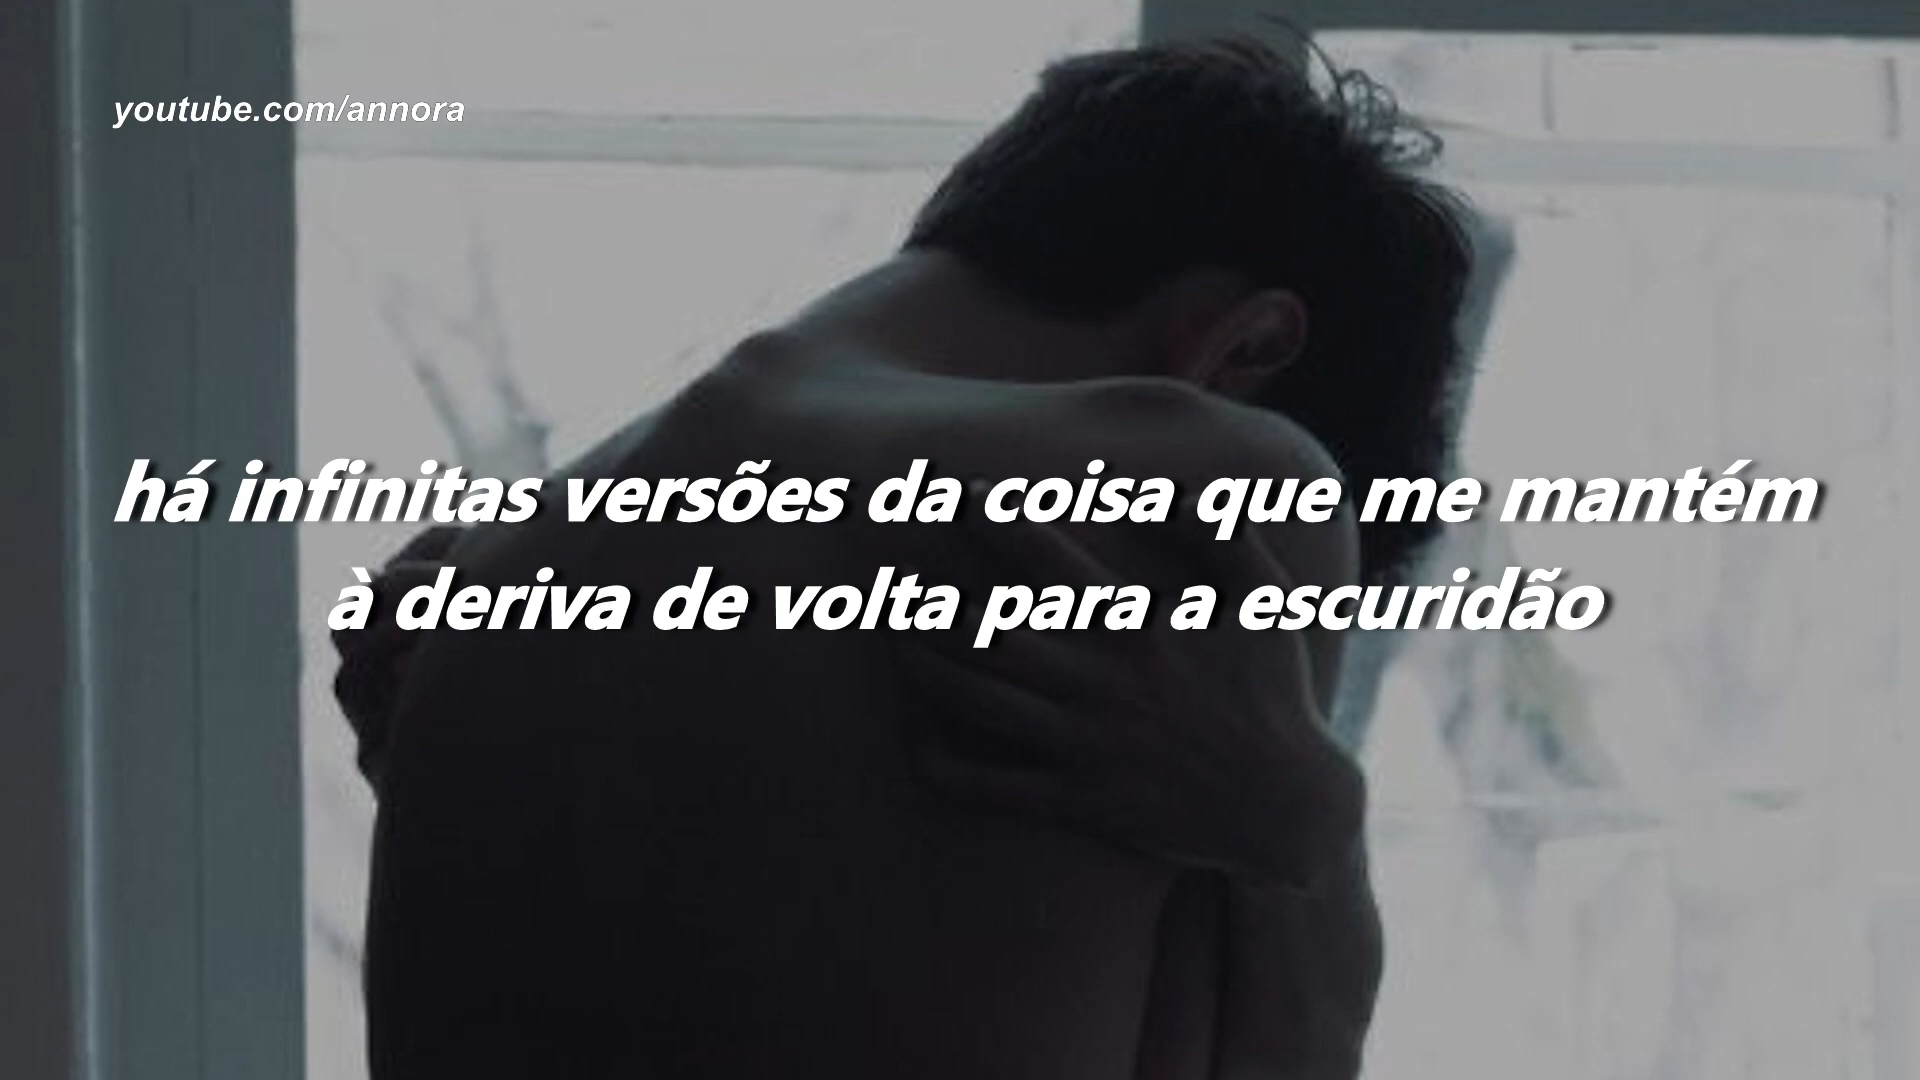 youtube.com/annora
há infinitas versões da coisa que me mantém
à deriva de volta para a escuridão